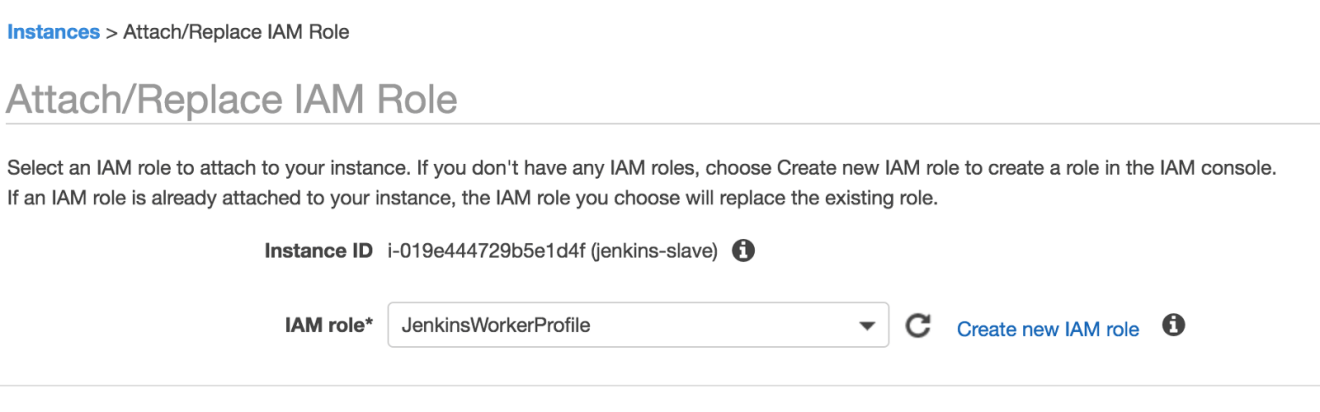 Instances > Attach/Replace IAM Role
Attach/Replace IAM Role
Select an IAM role to attach to your instance. If you don't have any IAM roles, choose Create new IAM role to create a role in the IAM console.
If an IAM role is already attached to your instance, the IAM role you choose will replace the existing role.
Instance ID i-019e444729b5e1d4f (jenkins-slave)
IAM role* JenkinsWorkerProfile Create new IAM role